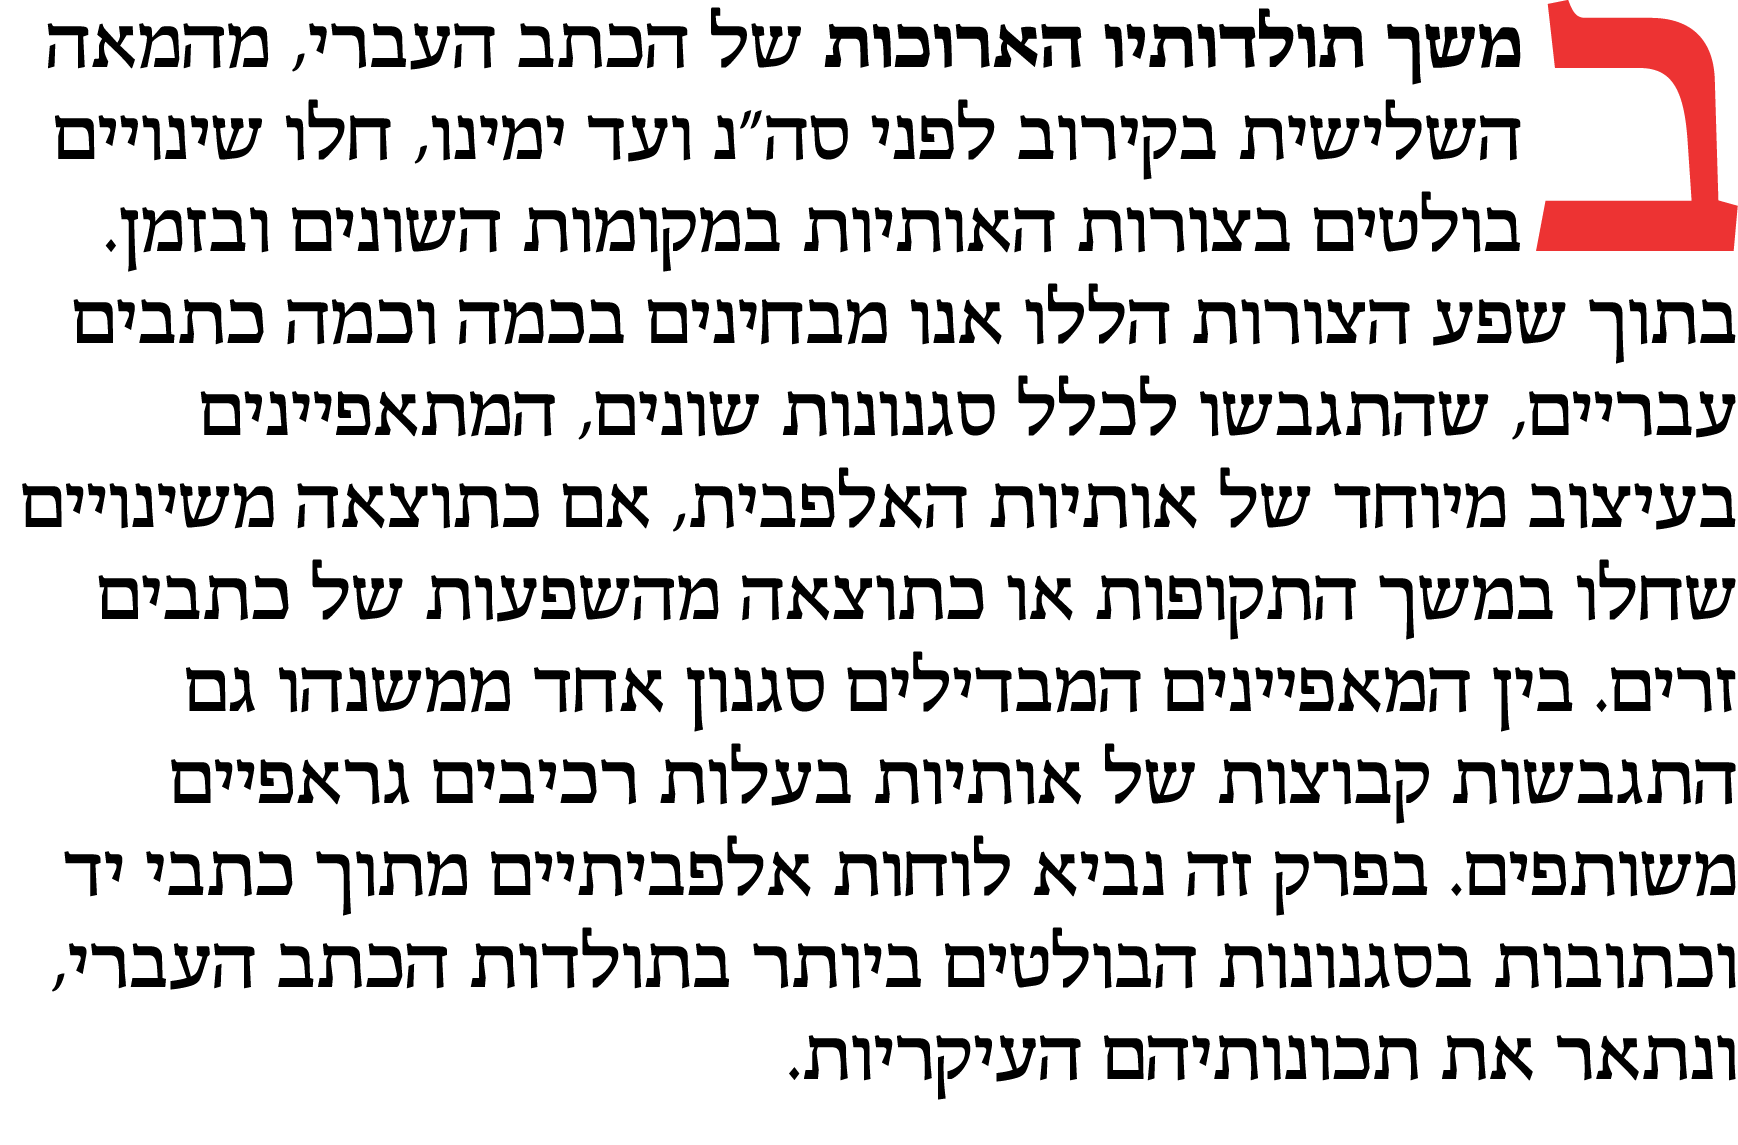 במשך תולדותיו הארוכות של הכתב העברי, מהמאה
השלישית בקירוב לפני סה״נ ועד ימינו, חלו שינויים
בולטים בצורות האותיות במקומות השונים ובזמן.
בתוך שפע הצורות הללו אנו מבחינים בכמה וכמה כתבים
עבריים, שהתגבשו לכלל סגנונות שונים, המתאפיינים
בעיצוב מיוחד של אותיות האלפבית, אם כתוצאה משינויים
שחלו במשך התקופות או כתוצאה מהשפעות של כתבים
זרים. בין המאפיינים המבדילים סגנון אחד ממשנהו גם
התגבשות קבוצות של אותיות בעלות רכיבים גראפיים
משותפים. בפרק זה נביא לוחות אלפביתיים מתוך כתבי יד
וכתובות בסגנונות הבולטים ביותר בתולדות הכתב העברי,
ונתאר את תכונותיהם העיקריות.